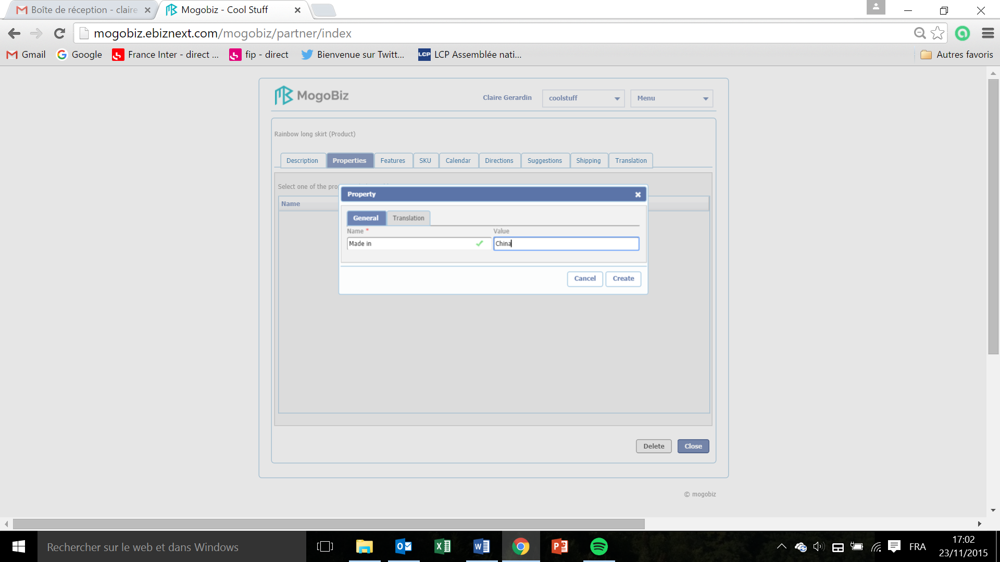 Boîte de réception - claire
Mogobiz - Cool Stuff
mogobiz.ebiznext.com/mogobiz/partner/index
Gmail
Google
France Inter - direct ...
fip - direct
Bienvenue sur Twitt...
LCP
LCP Assemblée nati...
Autres favoris
MogoBiz
Claire Gerardin
coolstuff
Menu
Rainbow long skirt (Product)
Description
Properties
Features
SKU
Calendar
Directions
Suggestions
Shipping
Translation
Select one of the pro
Name
Property
General
Translation
Name *
Value
Made in
China
Cancel
Create
Delete
Close
© mogobiz
Rechercher sur le web et dans Windows
FRA
17:02
23/11/2015